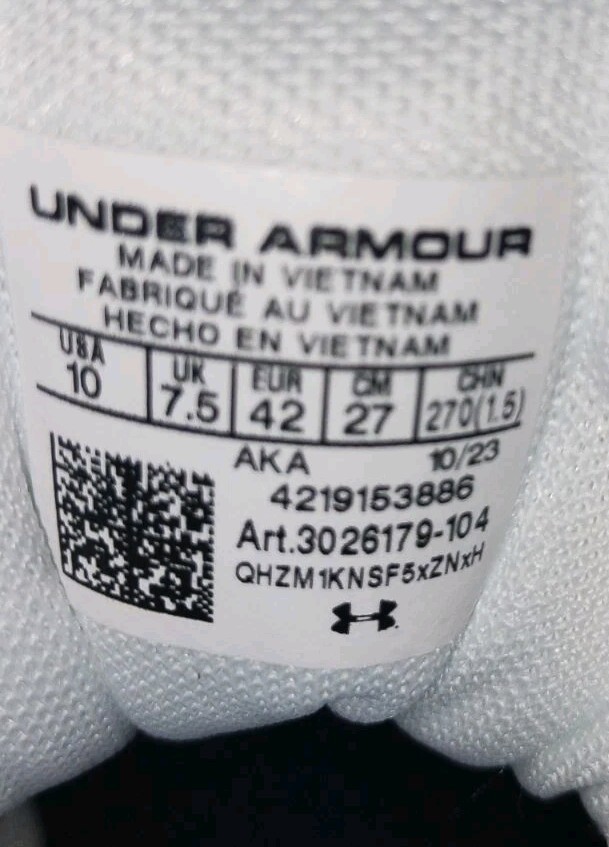 UNDER ARMOUR
MADE IN VIETNAM
FABRIQUÉ AU VIETNAM
HECHO EN VIETNAM
USA UK EUR CM CHN
10 7.5 42 27 270(1.5)
AKA 10/23
4219153886
Art.3026179-104
QHZM1KNSF5xZNxH